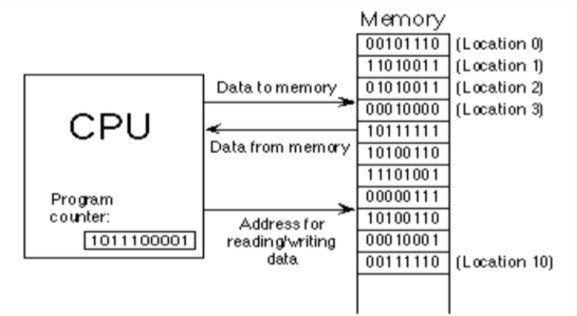 Memory
00101110 (Location 0)
11010011 (Location 1)
Data to memory 01010011 (Location 2)
00010000 (Location 3)
CPU
10111111
Data from memory 10100110
11101001
Program
counter:
00000111
1011100001
Address for
reading/writing
data
10100110
00010001
00111110 (Location 10)